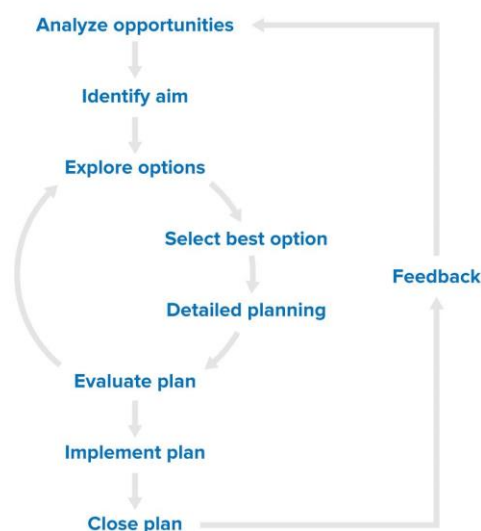 Analyze opportunities
Identify aim
Explore options
Select best option
Feedback
Detailed planning
Evaluate plan
Implement plan
Close plan